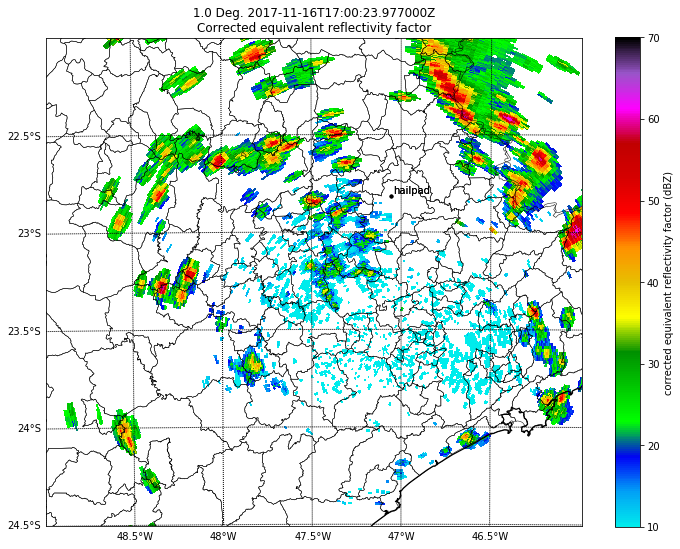 1.0 Deg. 2017-11-16T17:00:23.977000Z
Corrected equivalent reflectivity factor
22.5°S
23°S
23.5°S
24°S
24.5°S
48.5°W
48°W
47.5°W
47°W
46.5°W
hailpad
70
60
50
40
30
20
10
corrected equivalent reflectivity factor (dBZ)